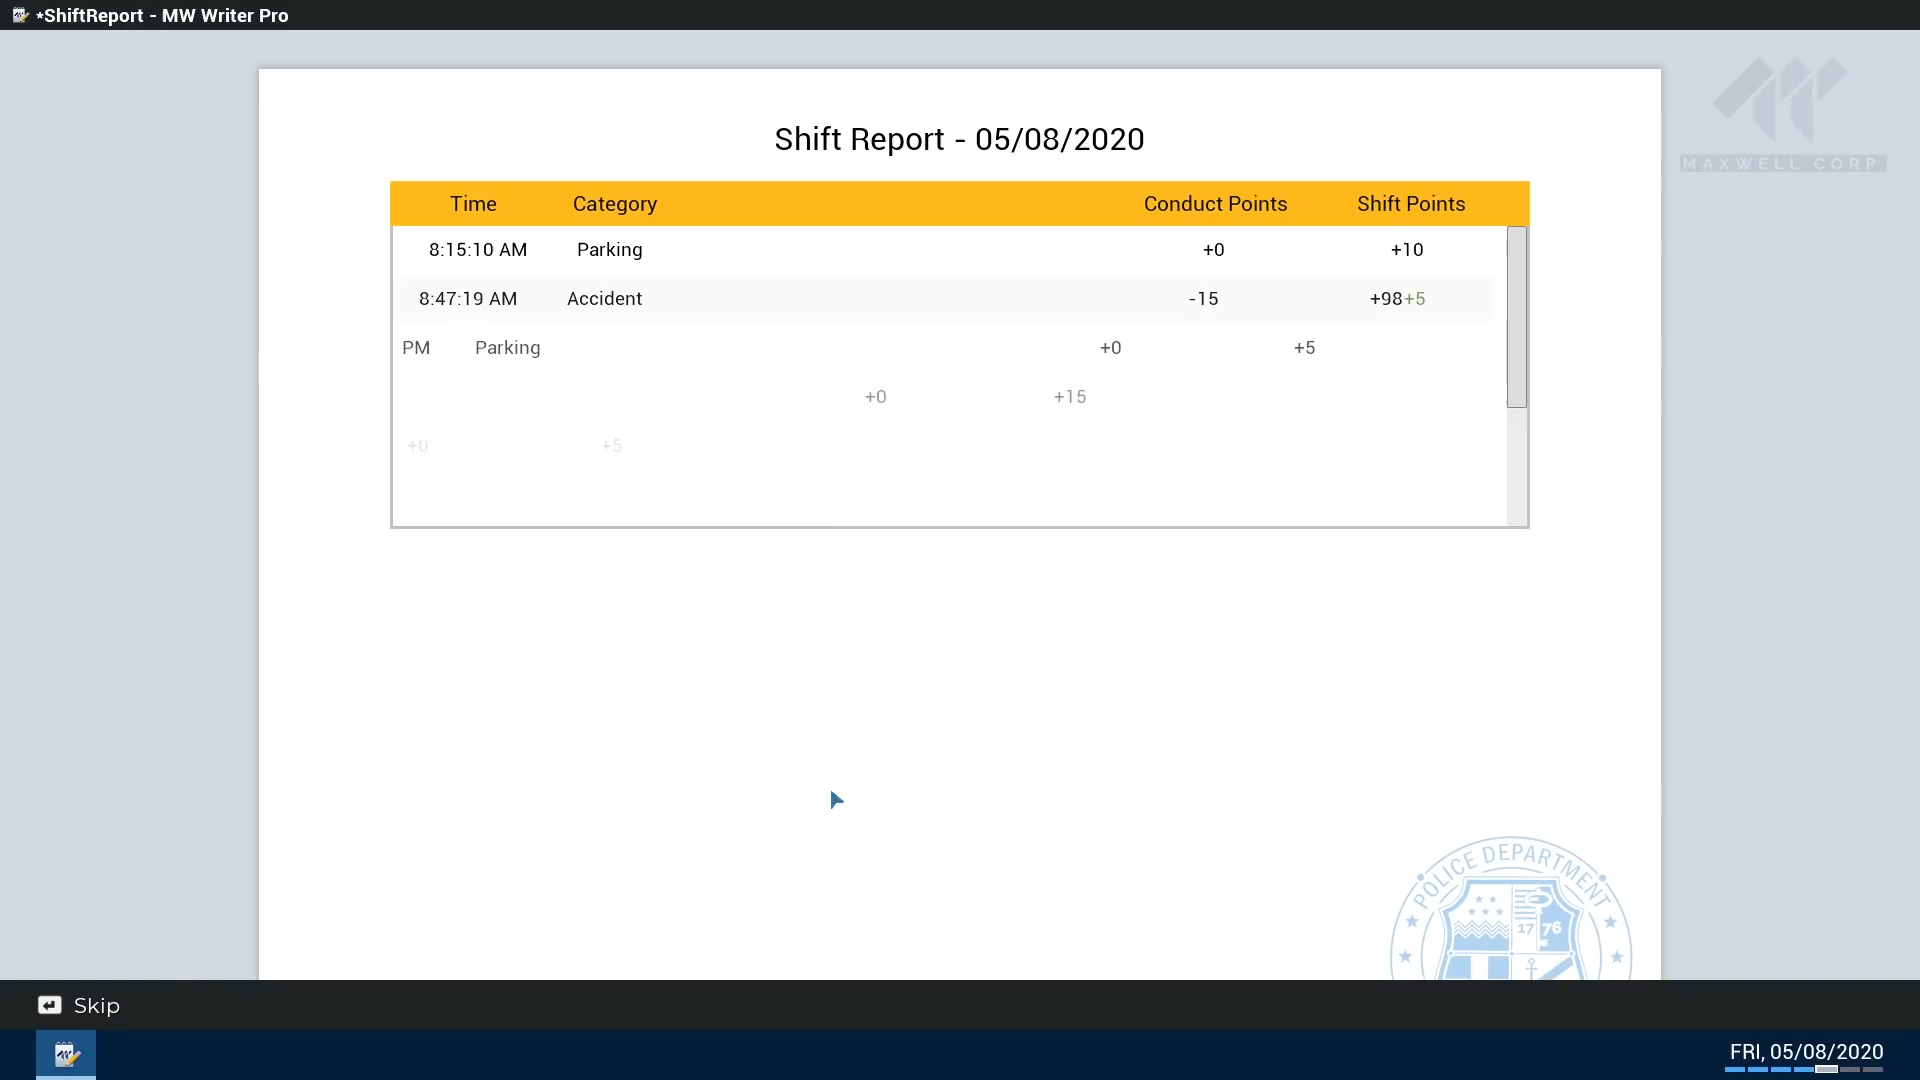 *ShiftReport - MW Writer Pro
MAXWELL CORP
Shift Report - 05/08/2020
Time Category Conduct Points Shift Points
8:15:10 AM Parking +0 +10
8:47:19 AM Accident -15 +98+5
PM Parking +0 +5
+0 +15
+0 +5
POLICE DEPARTMENT
1776
Skip
FRI, 05/08/2020